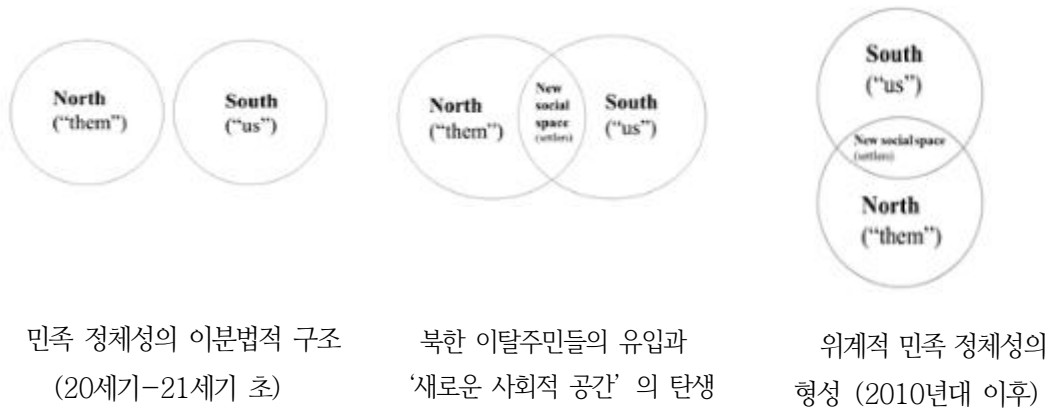 North
("them")
South
("us")
North
("them")
New
social
space
(settlers)
South
("us")
South
("us")
New social space
(settlers)
North
("them")
민족 정체성의 이분법적 구조
(20세기-21세기 초)
북한 이탈주민들의 유입과
'새로운 사회적 공간' 의 탄생
위계적 민족 정체성의
형성 (2010년대 이후)